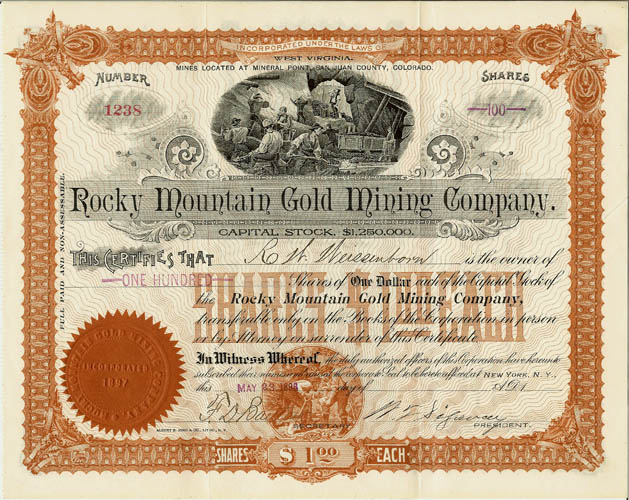 INCORPORATED UNDER THE LAWS OF
WEST VIRGINIA.
MINES LOCATED AT MINERAL POINT, SAN JUAN COUNTY, COLORADO.
NUMBER
SHARES
1238
—100—
Rocky Mountain Gold Mining Company.
CAPITAL STOCK, $1,250,000.
FULL PAID AND NON-ASSESSABLE.
THIS CERTIFIES THAT R W Weissenborn is the owner of
—ONE HUNDRED— Shares of One Dollar each of the Capital Stock of
the Rocky Mountain Gold Mining Company,
transferable only on the Books of the Corporation in person
or by Attorney on surrender of this Certificate.
In Witness Whereof, the duly authorized officers of this Corporation have hereunto
subscribed their names and caused the corporate Seal to be hereto affixed at NEW YORK, N. Y.,
this MAY 23 1898 day of A.D. 1
GOLD MINING
INCORPORATED
1897
PRESIDENT.
SHARES $1.00 EACH